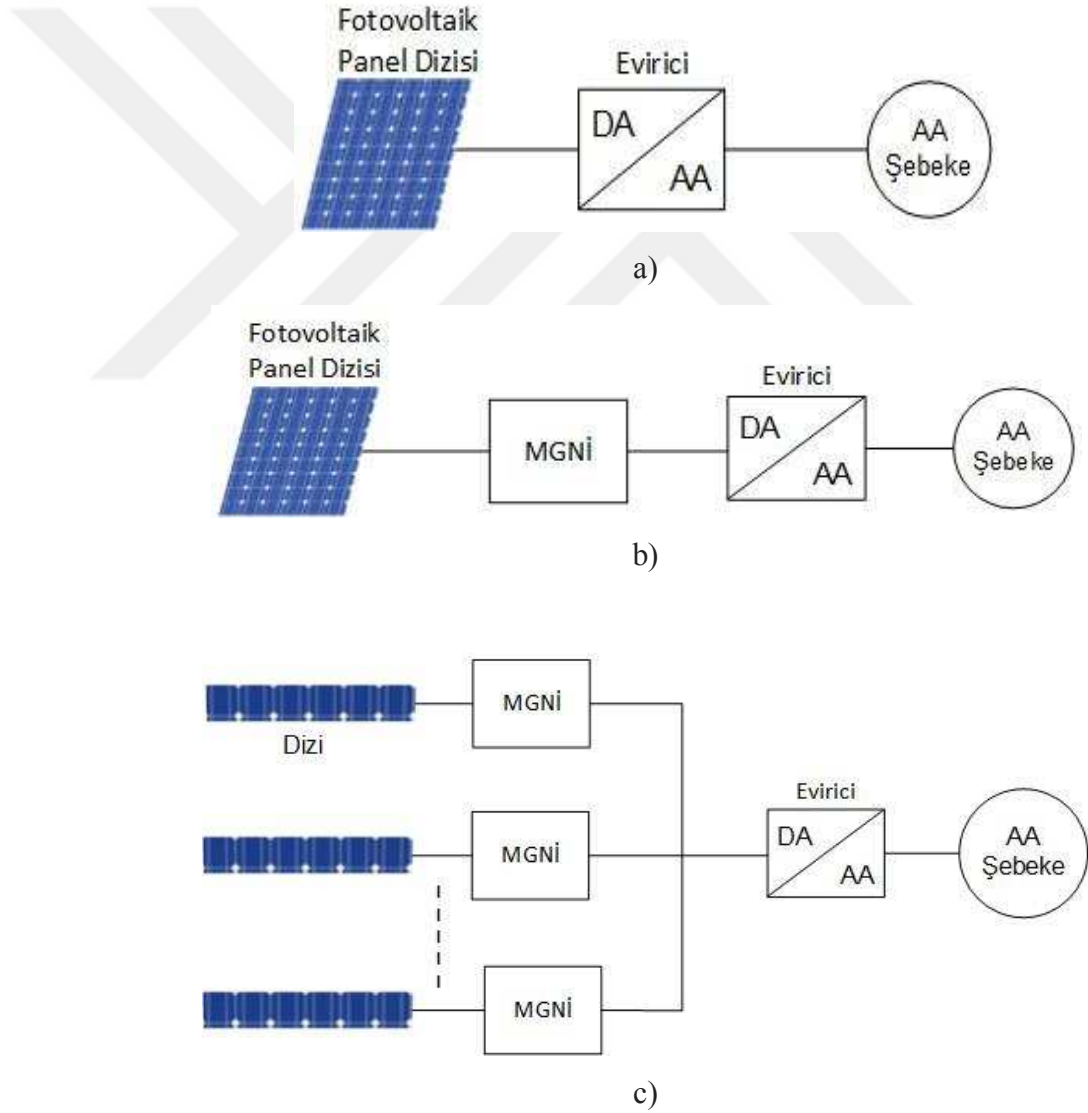 Fotovoltaik
Panel Dizisi
Evirici
DA
AA
AA
Şebeke
a)
Fotovoltaik
Panel Dizisi
MGNİ
Evirici
DA
AA
AA
Şebeke
b)
MGNİ
Dizi
MGNİ
Evirici
DA
AA
AA
Şebeke
MGNİ
c)